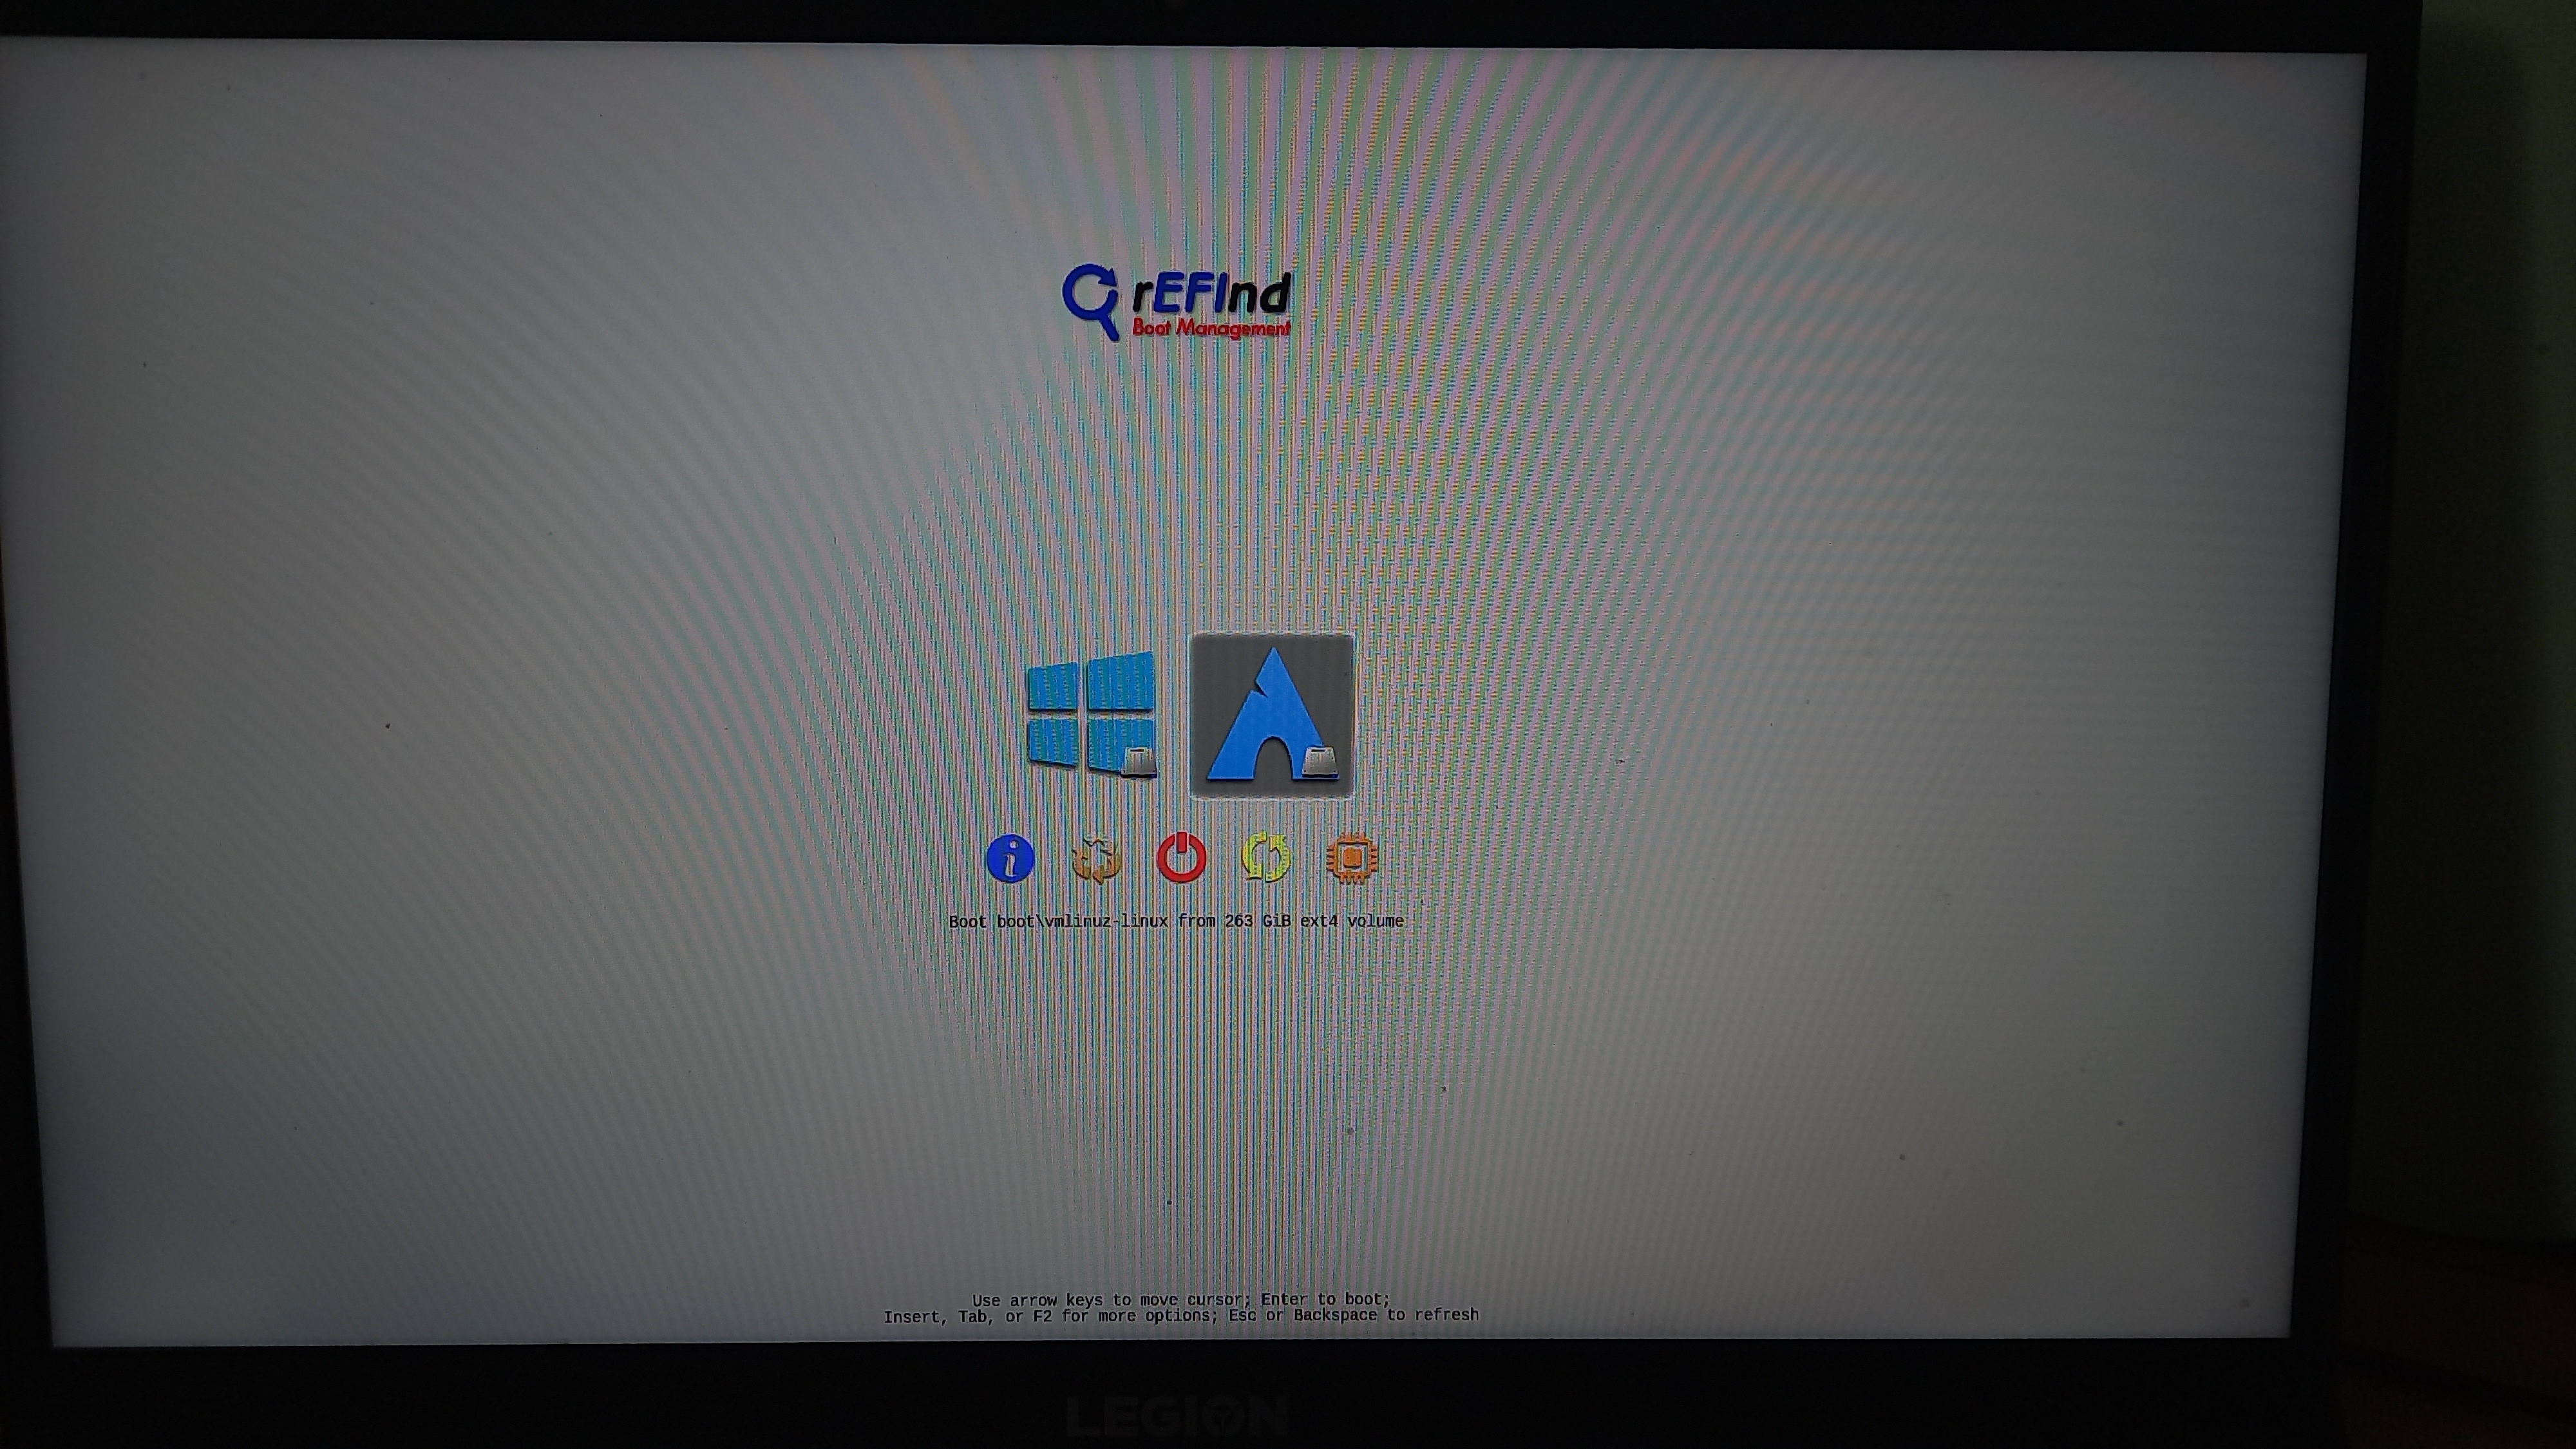 rEFInd
Boot Management
Boot boot\vmlinuz-linux from 263 GiB ext4 volume
Use arrow keys to move cursor; Enter to boot;
Insert, Tab, or F2 for more options; Esc or Backspace to refresh
LEGION